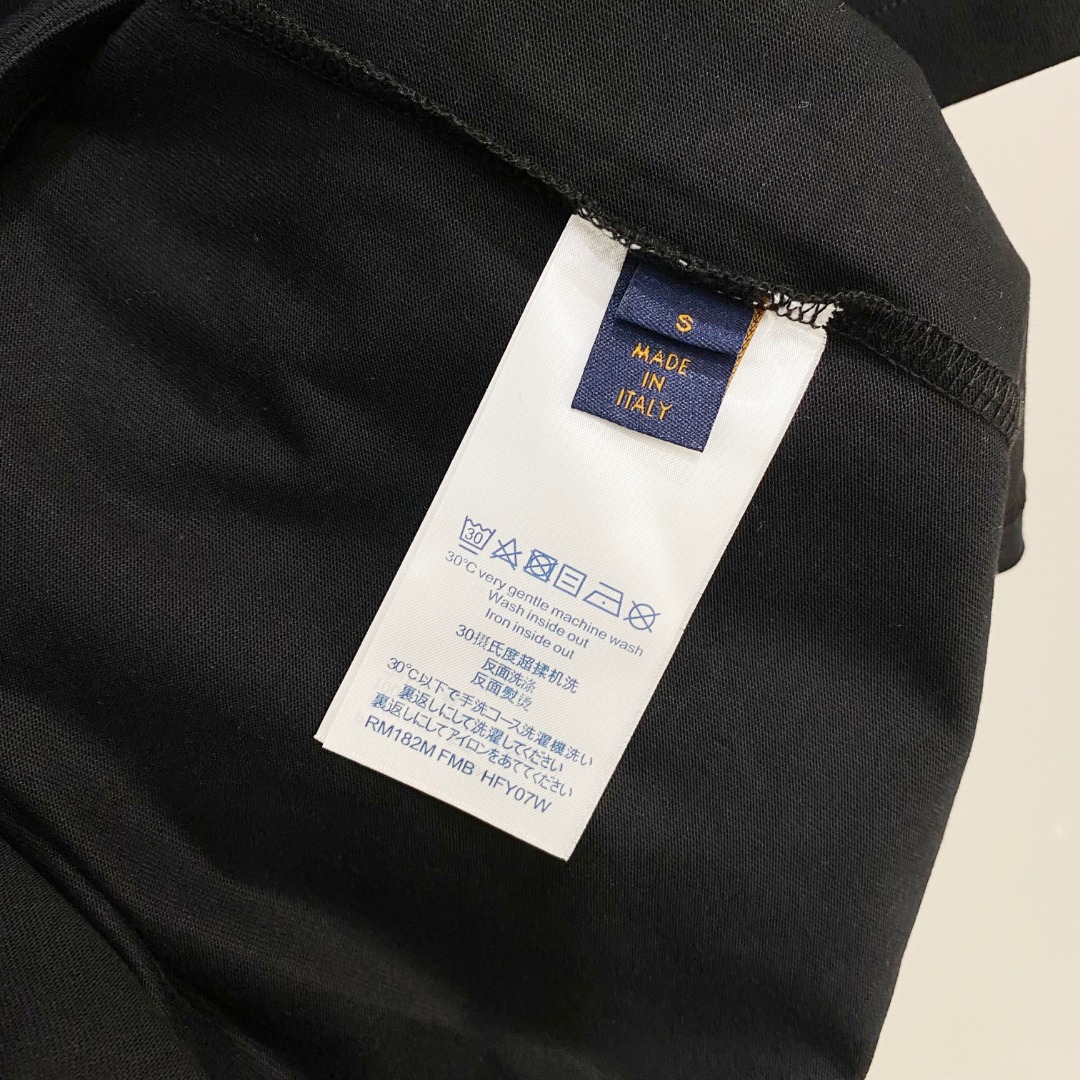 S
MADE
IN
ITALY
30
30°C very gentle machine wash
Wash inside out
Iron inside out
30摄氏度超揉机洗
反面洗涤
反面熨烫
30°C以下で手洗コース洗濯機洗い
裏返しにして洗濯してください
裏返しにしてアイロンをあててください
RM182M FMB HFY07W